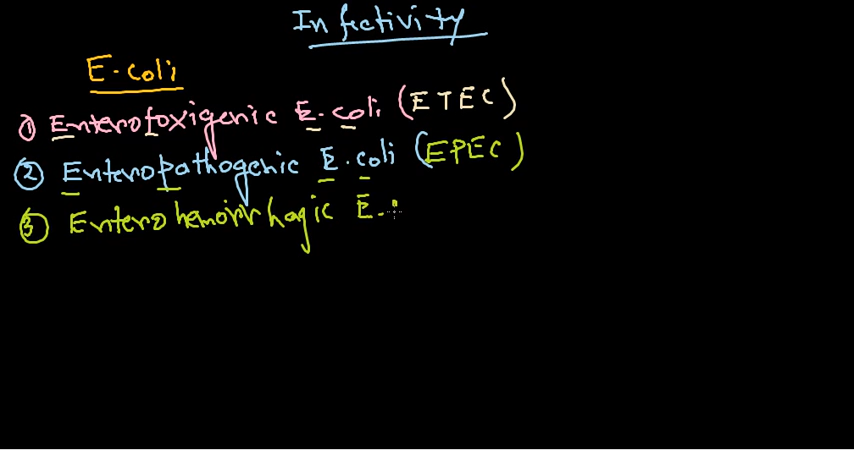 Infectivity
E-coli
① Enterotoxigenic E. coli (ETEC)
② Enteropathogenic E. coli (EPEC)
③ Enterohemorrhagic E.